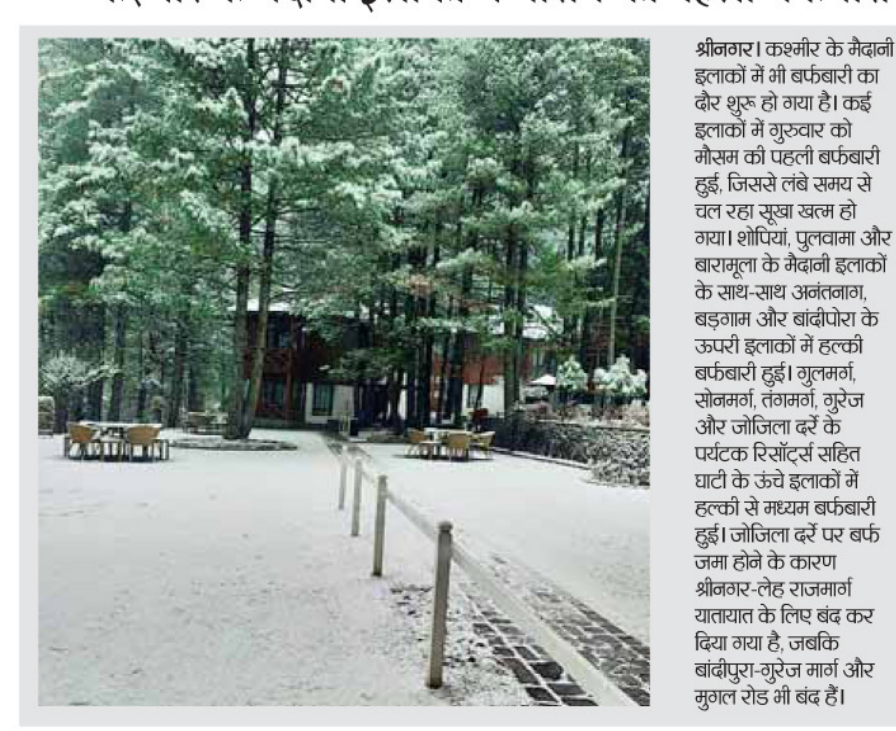 श्रीनगर। कश्मीर के मैदानी
इलाकों में भी बर्फबारी का
दौर शुरू हो गया है। कई
इलाकों में गुरुवार को
मौसम की पहली बर्फबारी
हुई, जिससे लंबे समय से
चल रहा सूखा खत्म हो
गया। शोपियां, पुलवामा और
बारामूला के मैदानी इलाकों
के साथ-साथ अनंतनाग,
बड़गाम और बांदीपोरा के
ऊपरी इलाकों में हल्की
बर्फबारी हुई। गुलमर्ग,
सोनमर्ग, तंगमर्ग, गुरेज
और जोजिला दर्रे के
पर्यटक रिसॉर्ट्स सहित
घाटी के ऊंचे इलाकों में
हल्की से मध्यम बर्फबारी
हुई। जोजिला दर्रे पर बर्फ
जमा होने के कारण
श्रीनगर-लेह राजमार्ग
यातायात के लिए बंद कर
दिया गया है, जबकि
बांदीपुरा-गुरेज मार्ग और
मुगल रोड भी बंद हैं।